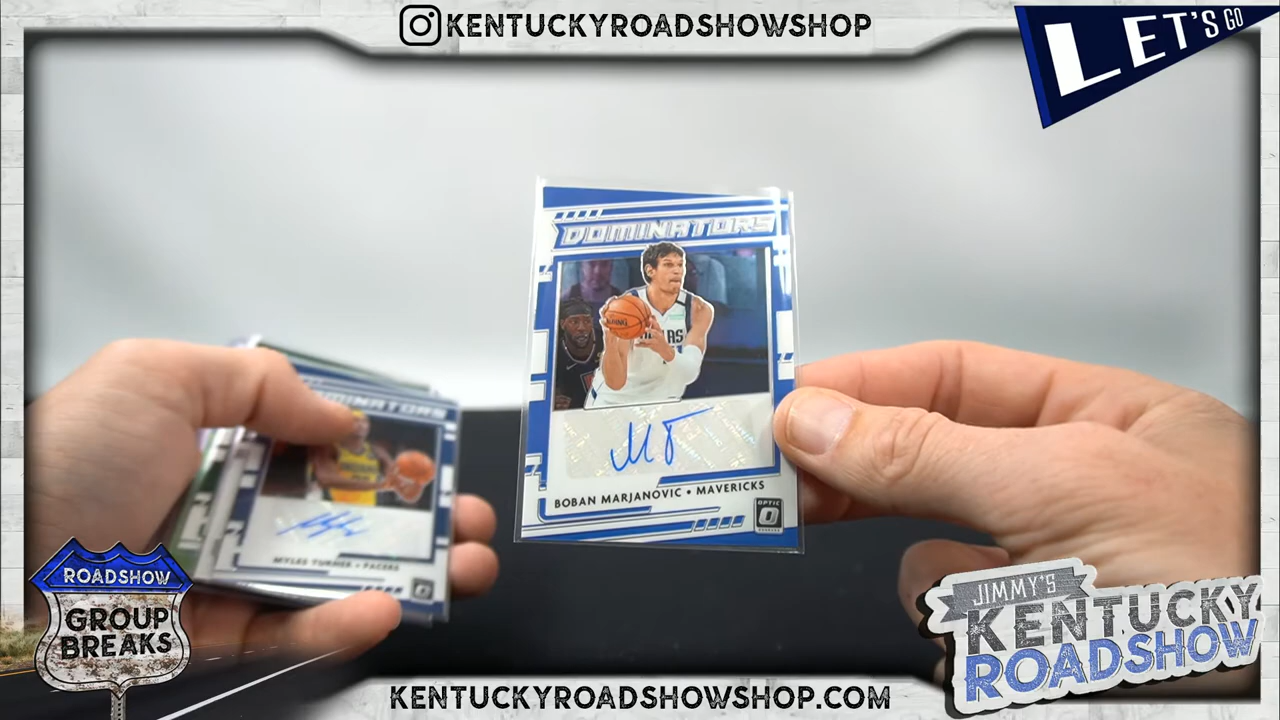 KENTUCKYROADSHOWSHOP
LET'S GO
DOMINATORS
BOBAN MARJANOVIC • MAVERICKS
OPTIC
MYLES TURNER • PACERS
ROADSHOW
GROUP
BREAKS
JIMMY'S
KENTUCKY
ROADSHOW
KENTUCKYROADSHOWSHOP.COM